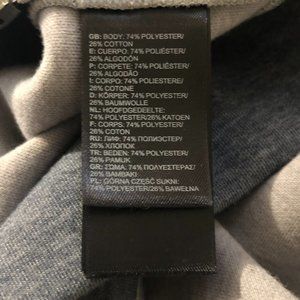 GB: BODY: 74% POLYESTER/
26% COTTON
E: CUERPO: 74% POLIÉSTER/
26% ALGODÓN
P: CORPETE: 74% POLIÉSTER/
26% ALGODÃO
I: CORPO: 74% POLIESTERE/
26% COTONE
D: KÖRPER: 74% POLYESTER/
26% BAUMWOLLE
NL: HOOFDGEDEELTE:
74% POLYESTER/26% KATOEN
F: CORPS: 74% POLYESTER/
26% COTON
RU: ЛИФ: 74% ПОЛИЭСТЕР/
26% ХЛОПОК
TR: BEDEN: 74% POLYESTER/
26% PAMUK
GR: ΣΩΜΑ: 74% ΠΟΛΥΕΣΤΕΡΑΣ/
26% ΒΑΜΒΑΚΙ
PL: GÓRNA CZĘŚĆ SUKNI:
74% POLYESTER/26% BAWEŁNA